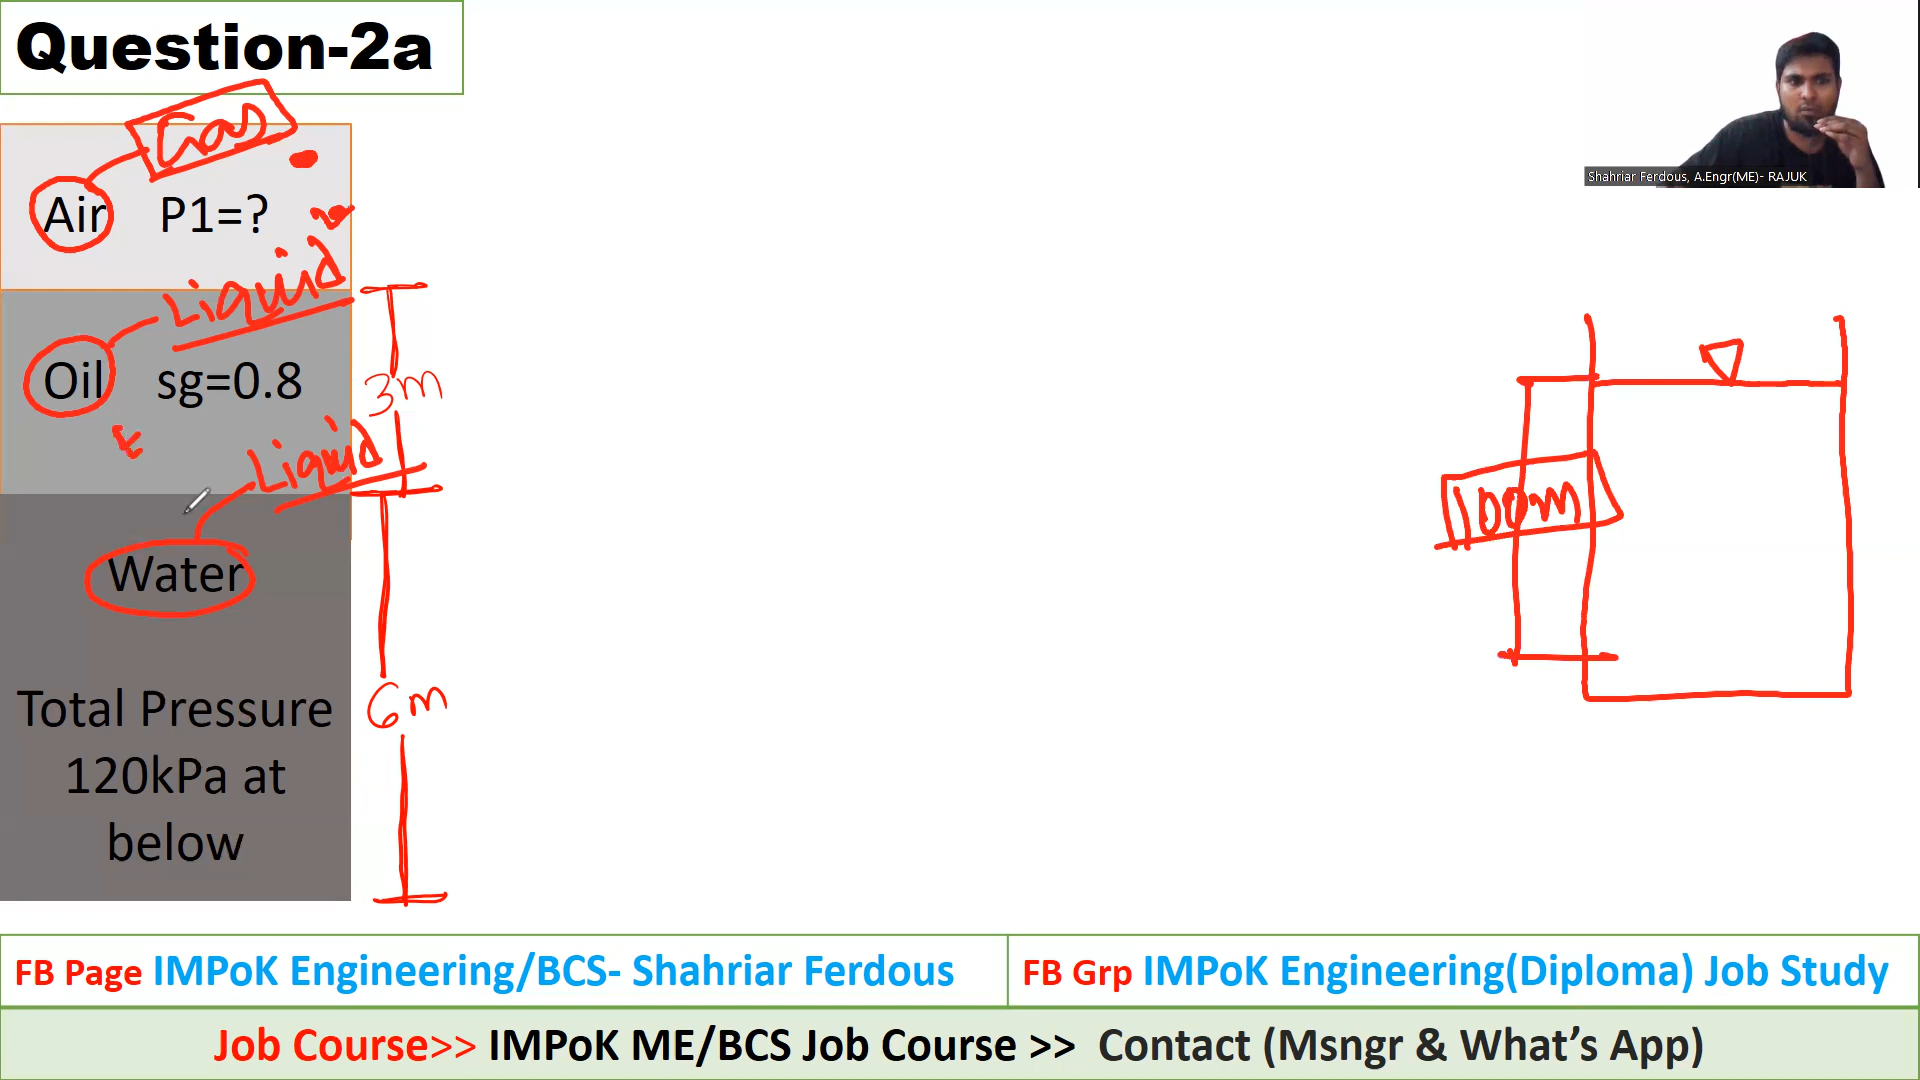 Question-2a
Gas
Air P1=?
Liquid
Oil sg=0.8
3m
Liquid
Water
6m
Total Pressure
120kPa at
below
100m
Shahriar Ferdous, A.Engr(ME)- RAJUK
FB Page IMPoK Engineering/BCS- Shahriar Ferdous
FB Grp IMPoK Engineering(Diploma) Job Study
Job Course>> IMPoK ME/BCS Job Course >> Contact (Msngr & What’s App)